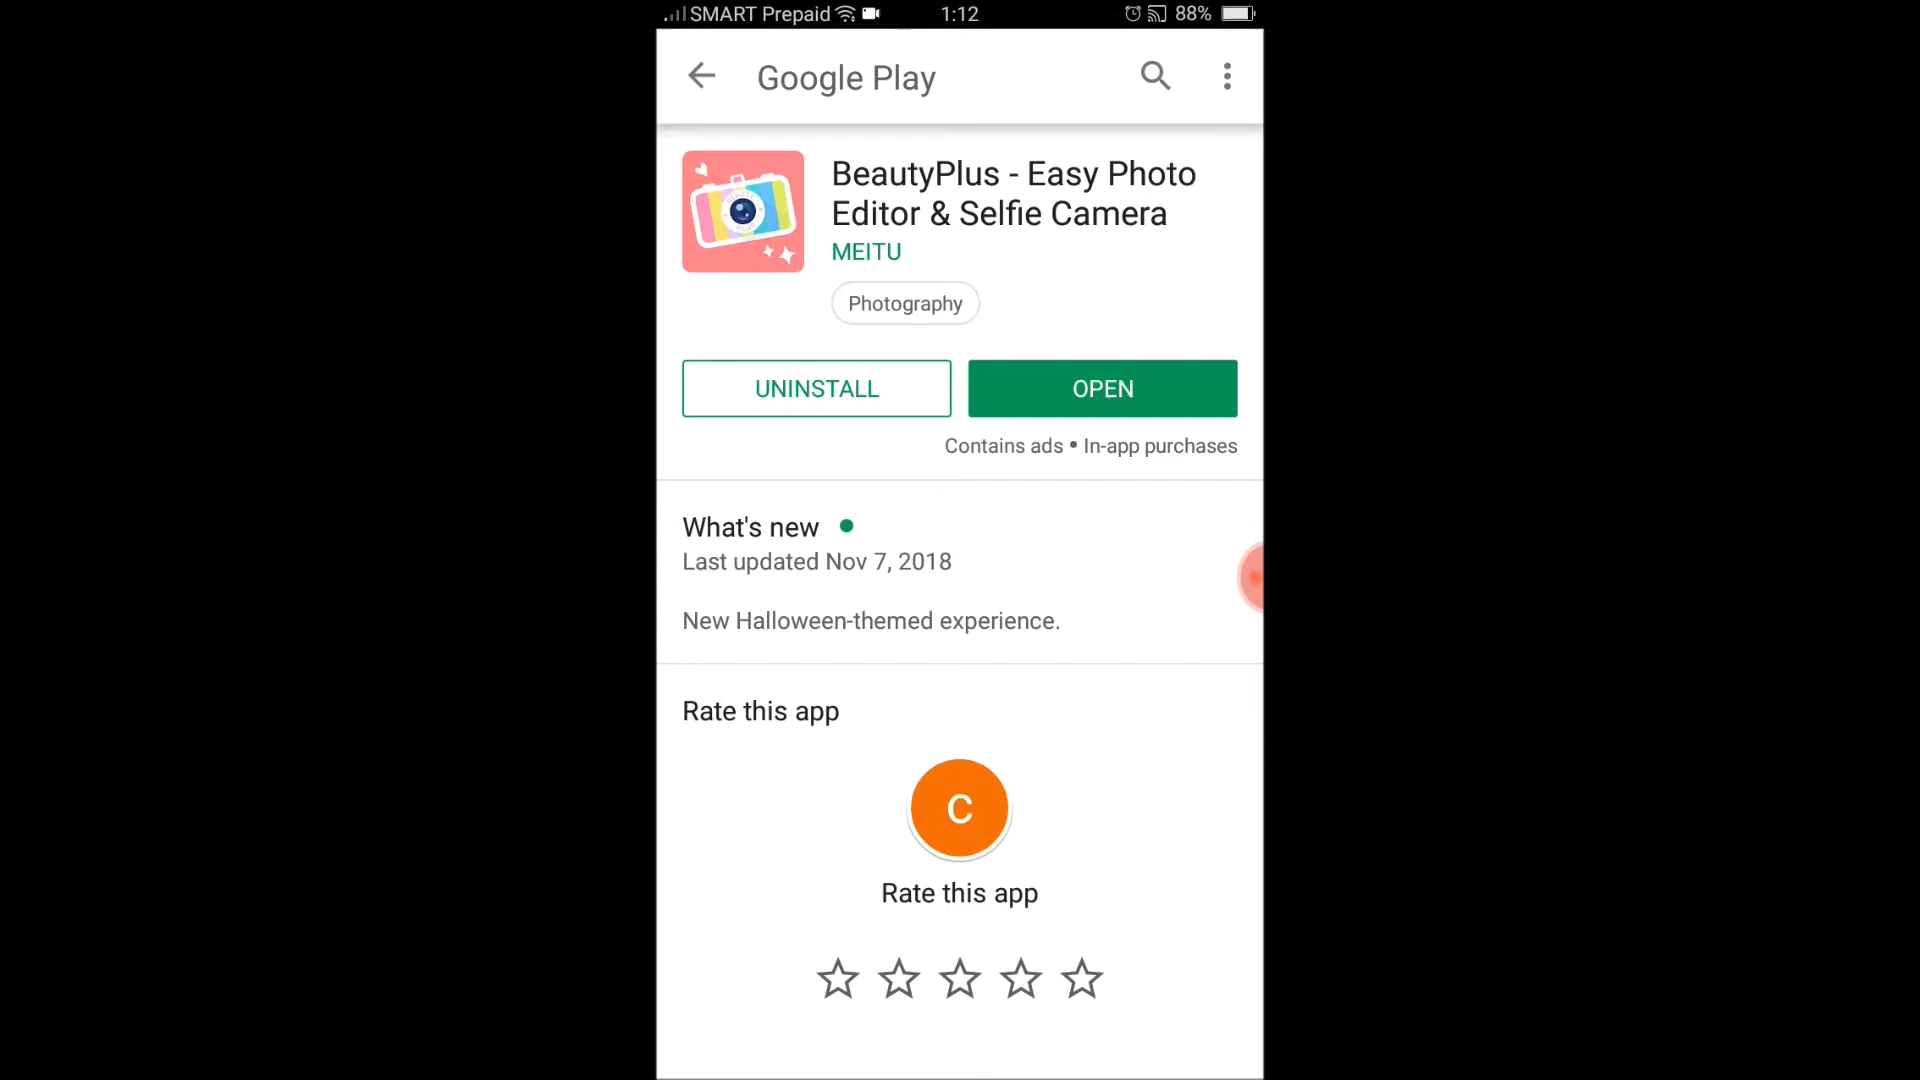 SMART Prepaid 1:12 88%
Google Play
BeautyPlus - Easy Photo
Editor & Selfie Camera
MEITU
Photography
UNINSTALL OPEN
Contains ads • In-app purchases
What's new
Last updated Nov 7, 2018
New Halloween-themed experience.
Rate this app
C
Rate this app